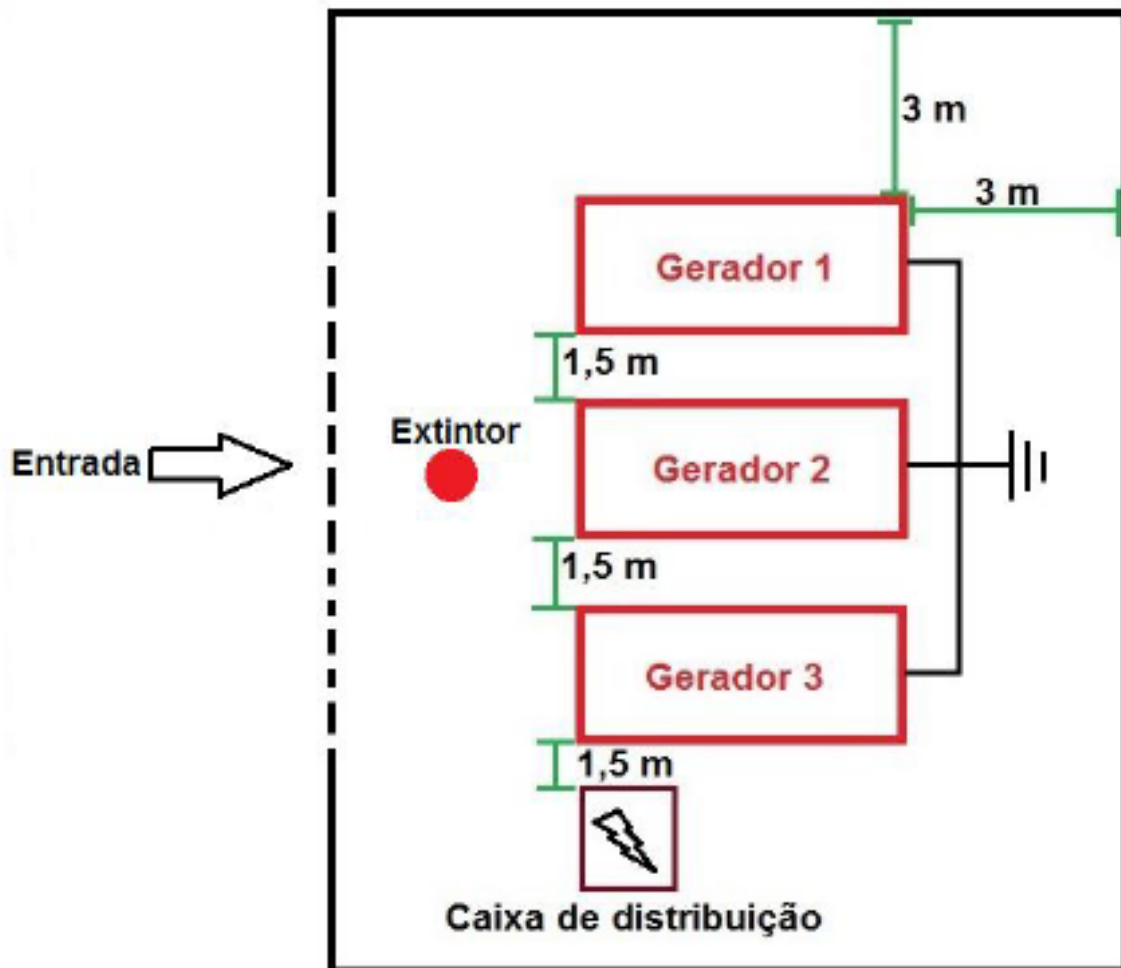 3 m
3 m
Gerador 1
1,5 m
Extintor
Entrada
Gerador 2
1,5 m
Gerador 3
1,5 m
Caixa de distribuição